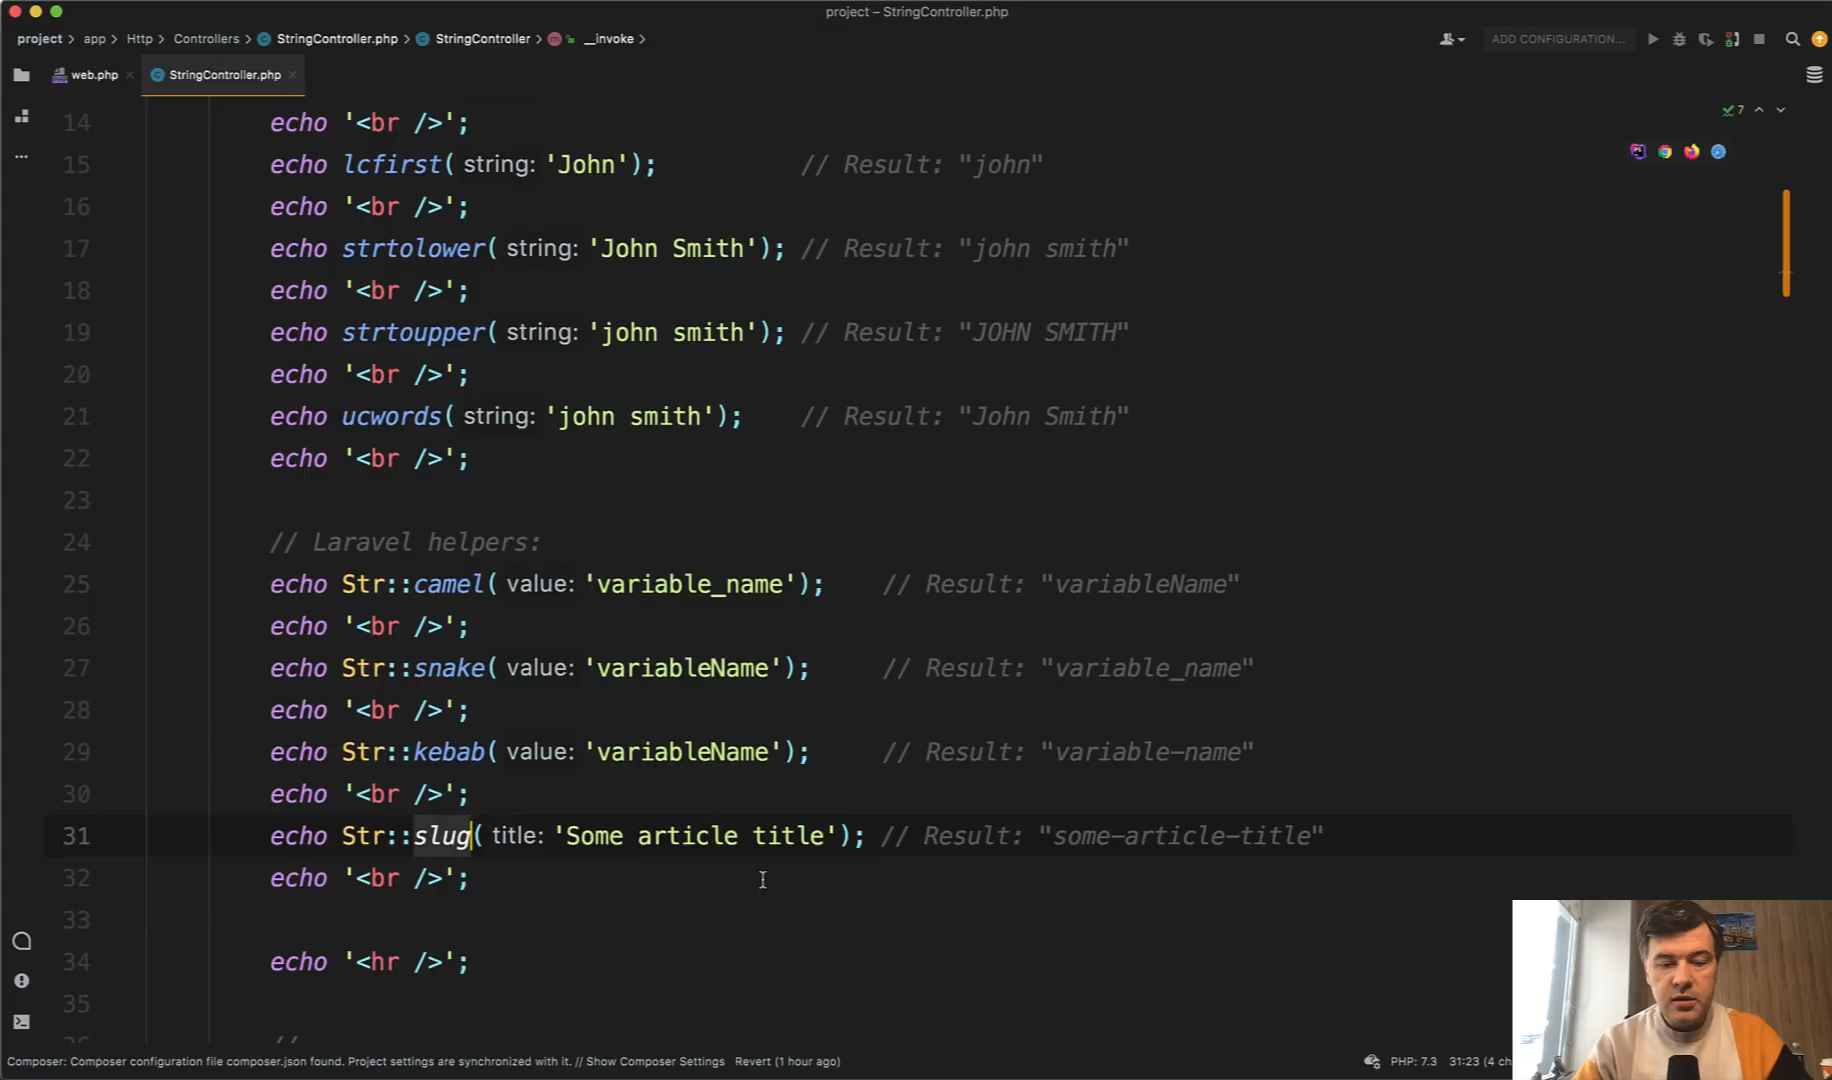 project – StringController.php
project > app > Http > Controllers > StringController.php > StringController > __invoke >
ADD CONFIGURATION...
web.php
StringController.php
7
14 echo '<br />';
15 echo lcfirst( string: 'John'); // Result: "john"
16 echo '<br />';
17 echo strtolower( string: 'John Smith'); // Result: "john smith"
18 echo '<br />';
19 echo strtoupper( string: 'john smith'); // Result: "JOHN SMITH"
20 echo '<br />';
21 echo ucwords( string: 'john smith'); // Result: "John Smith"
22 echo '<br />';
23
24 // Laravel helpers:
25 echo Str::camel( value: 'variable_name'); // Result: "variableName"
26 echo '<br />';
27 echo Str::snake( value: 'variableName'); // Result: "variable_name"
28 echo '<br />';
29 echo Str::kebab( value: 'variableName'); // Result: "variable-name"
30 echo '<br />';
31 echo Str::slug( title: 'Some article title'); // Result: "some-article-title"
32 echo '<br />';
33
34 echo '<hr />';
35
//
Composer: Composer configuration file composer.json found. Project settings are synchronized with it. // Show Composer Settings Revert (1 hour ago)
PHP: 7.3 31:23 (4 ch